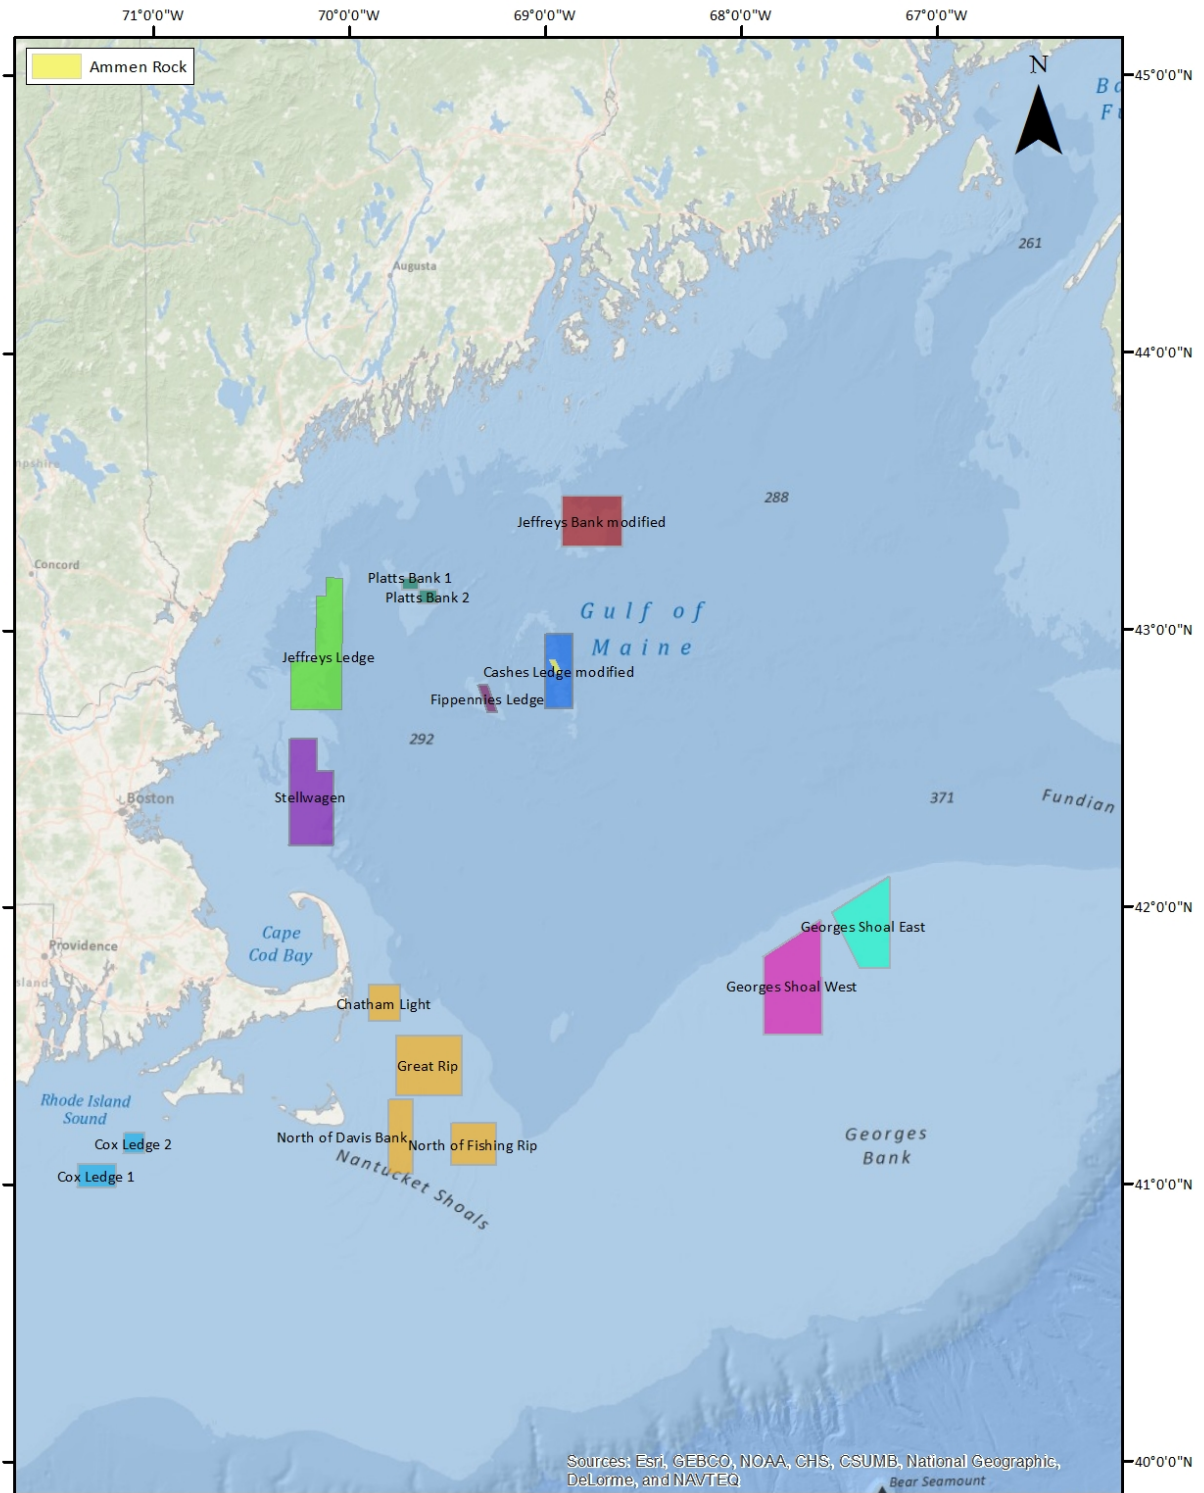 71°0'0"W 70°0'0"W 69°0'0"W 68°0'0"W 67°0'0"W
Ammen Rock
N
45°0'0"N
261
Augusta
44°0'0"N
mpshire
288
Jeffreys Bank modified
Concord
Platts Bank 1
Platts Bank 2
Gulf of
Maine
43°0'0"N
Jeffreys Ledge
Cashes Ledge modified
Fippennies Ledge
292
Stellwagen
Boston
371
Fundian
42°0'0"N
Georges Shoal East
Cape
Cod Bay
Providence
sland
Georges Shoal West
Chatham Light
Great Rip
Rhode Island
Sound
Cox Ledge 2
North of Davis Bank
North of Fishing Rip
Georges
Bank
Nantucket Shoals
Cox Ledge 1
41°0'0"N
Sources: Esri, GEBCO, NOAA, CHS, CSUMB, National Geographic,
DeLorme, and NAVTEQ
40°0'0"N
Bear Seamount